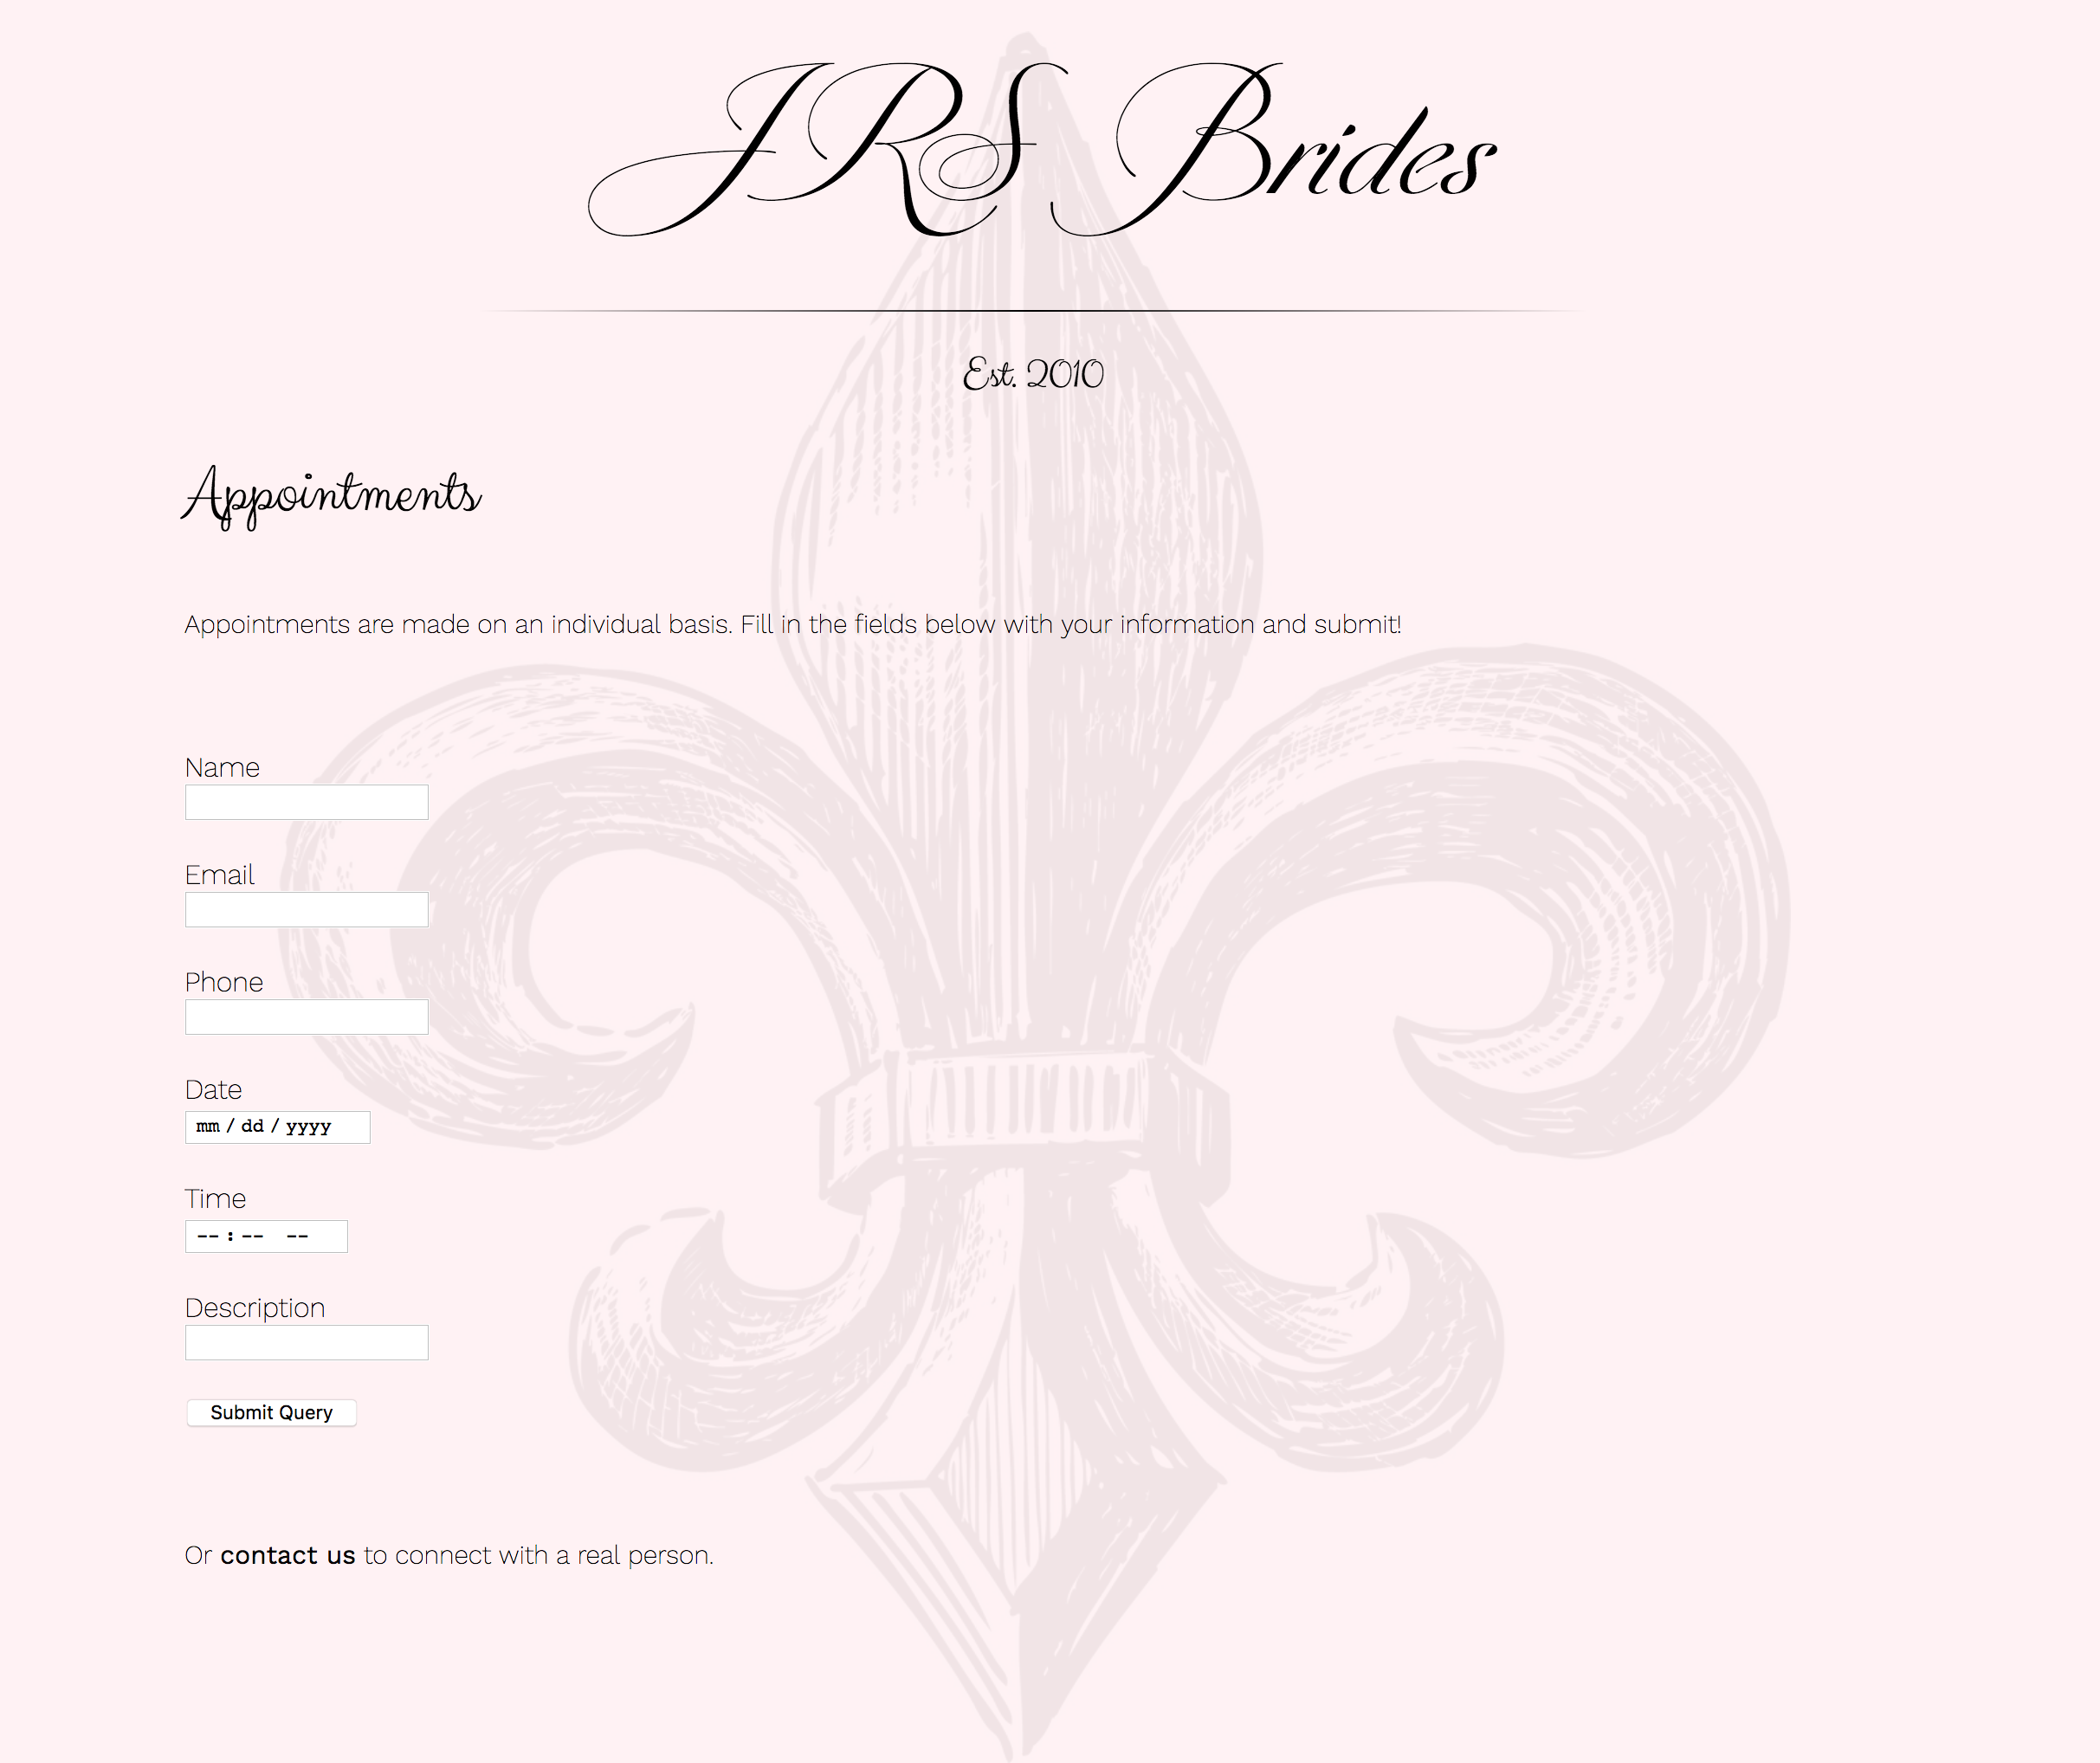 JRS Brides
Est. 2010
Appointments
Appointments are made on an individual basis. Fill in the fields below with your information and submit!
Name
Email
Phone
Date
mm / dd / yyyy
Time
-- : -- --
Description
Submit Query
Or contact us to connect with a real person.